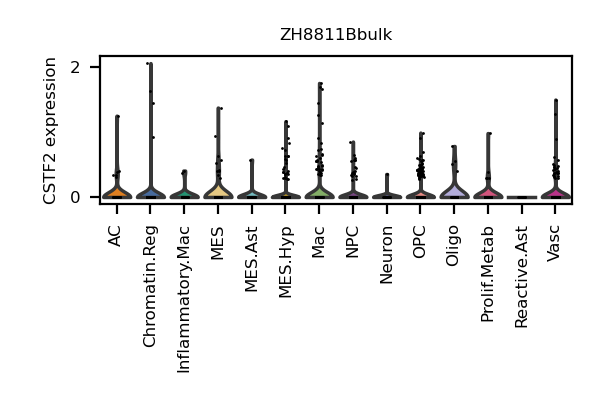 ZH8811Bbulk
CSTF2 expression
2
0
AC
Chromatin.Reg
Inflammatory.Mac
MES
MES.Ast
MES.Hyp
Mac
NPC
Neuron
OPC
Oligo
Prolif.Metab
Reactive.Ast
Vasc